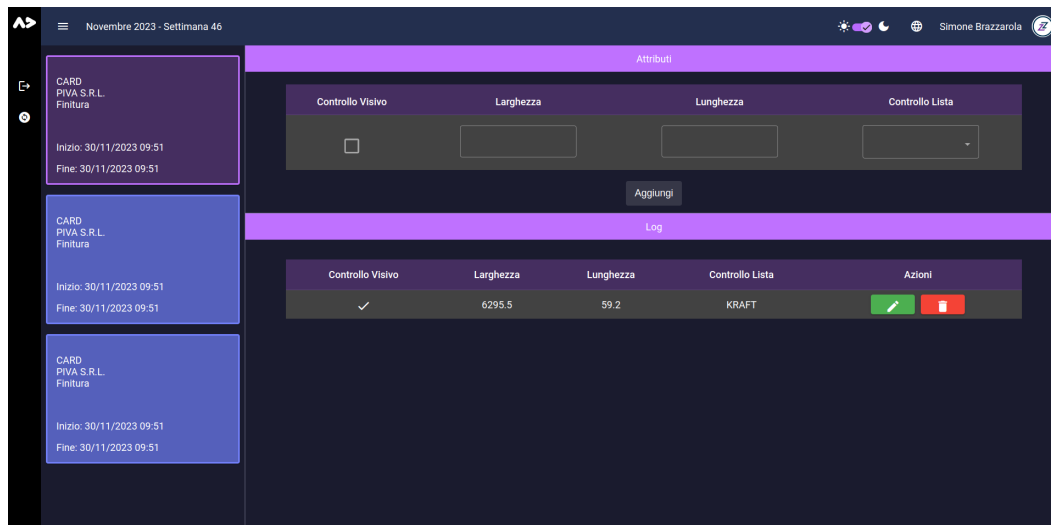 Novembre 2023 - Settimana 46
Simone Brazzarola
CARD
PIVA S.R.L.
Finitura
Inizio: 30/11/2023 09:51
Fine: 30/11/2023 09:51
CARD
PIVA S.R.L.
Finitura
Inizio: 30/11/2023 09:51
Fine: 30/11/2023 09:51
CARD
PIVA S.R.L.
Finitura
Inizio: 30/11/2023 09:51
Fine: 30/11/2023 09:51
Attributi
Controllo Visivo Larghezza Lunghezza Controllo Lista
Aggiungi
Log
Controllo Visivo Larghezza Lunghezza Controllo Lista Azioni
6295.5 59.2 KRAFT